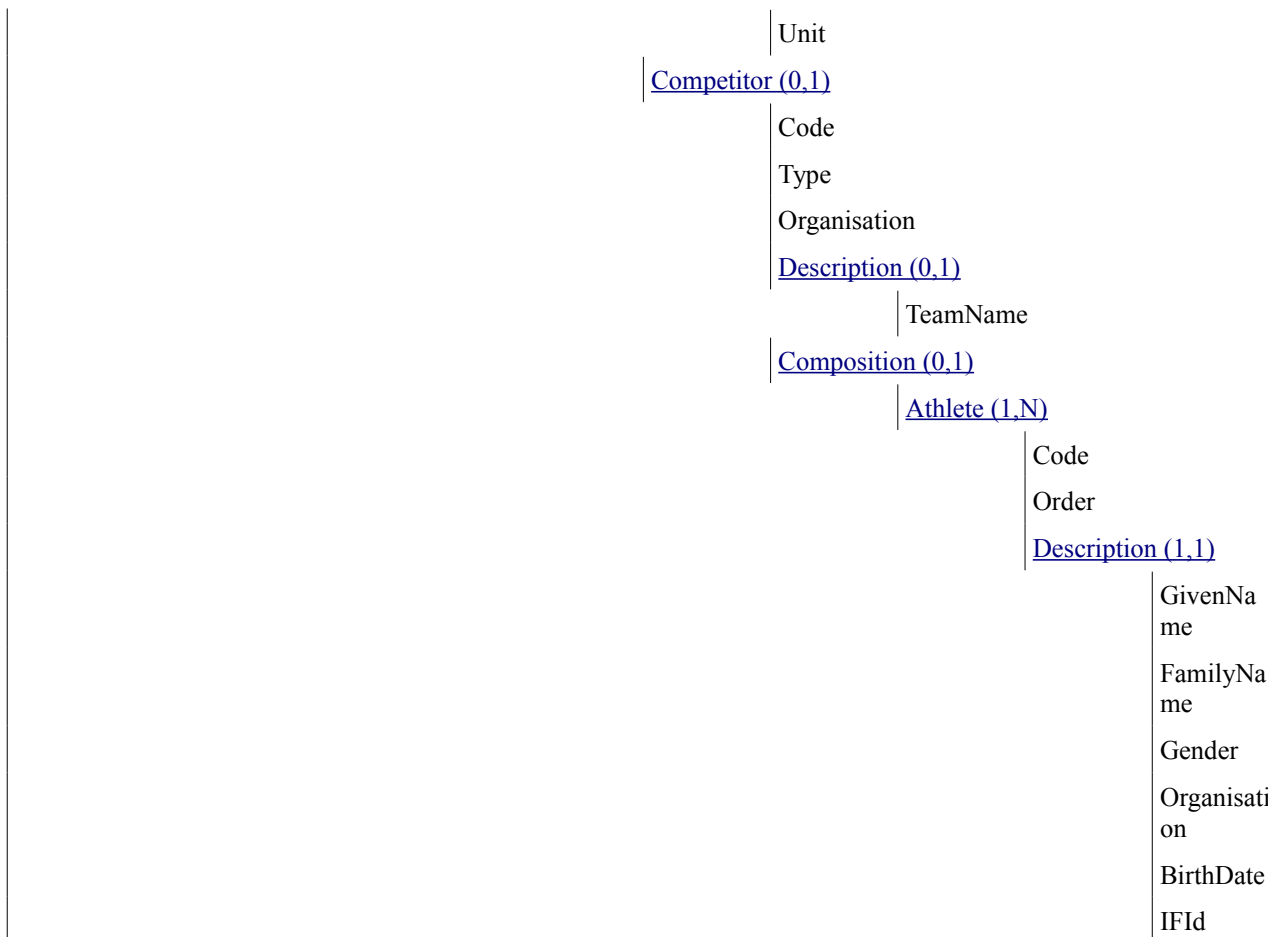 Unit
Competitor (0,1)
Code
Type
Organisation
Description (0,1)
TeamName
Composition (0,1)
Athlete (1,N)
Code
Order
Description (1,1)
GivenNa
me
FamilyNa
me
Gender
Organisati
on
BirthDate
IFId